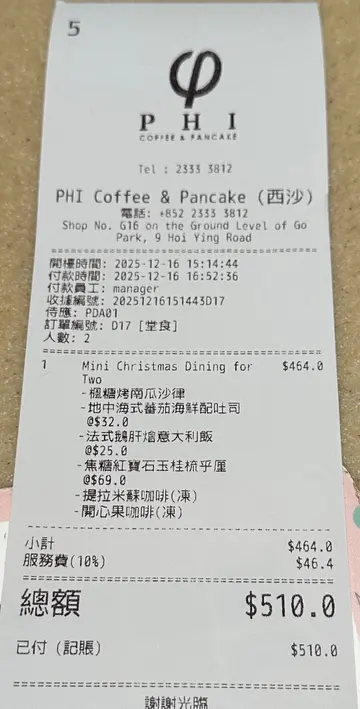 5
PHI
COFFEE & PANCAKE
Tel : 2333 3812
PHI Coffee & Pancake (西沙)
電話: +852 2333 3812
Shop No. G16 on the Ground Level of Go
Park, 9 Hoi Ying Road
開檯時間: 2025-12-16 15:14:44
付款時間: 2025-12-16 16:52:36
付款員工: manager
收據編號: 20251216151443D17
侍應: PDA01
訂單編號: D17 [堂食]
人數: 2
1 Mini Christmas Dining for $464.0
Two
-楓糖烤南瓜沙律
-地中海式蕃茄海鮮配吐司
@$32.0
-法式鵝肝燴意大利飯
@$25.0
-焦糖紅寶石玉桂梳乎厘
@$69.0
-提拉米蘇咖啡(凍)
-開心果咖啡(凍)
小計 $464.0
服務費(10%) $46.4
總額 $510.0
已付 (記賬) $510.0
謝謝光臨